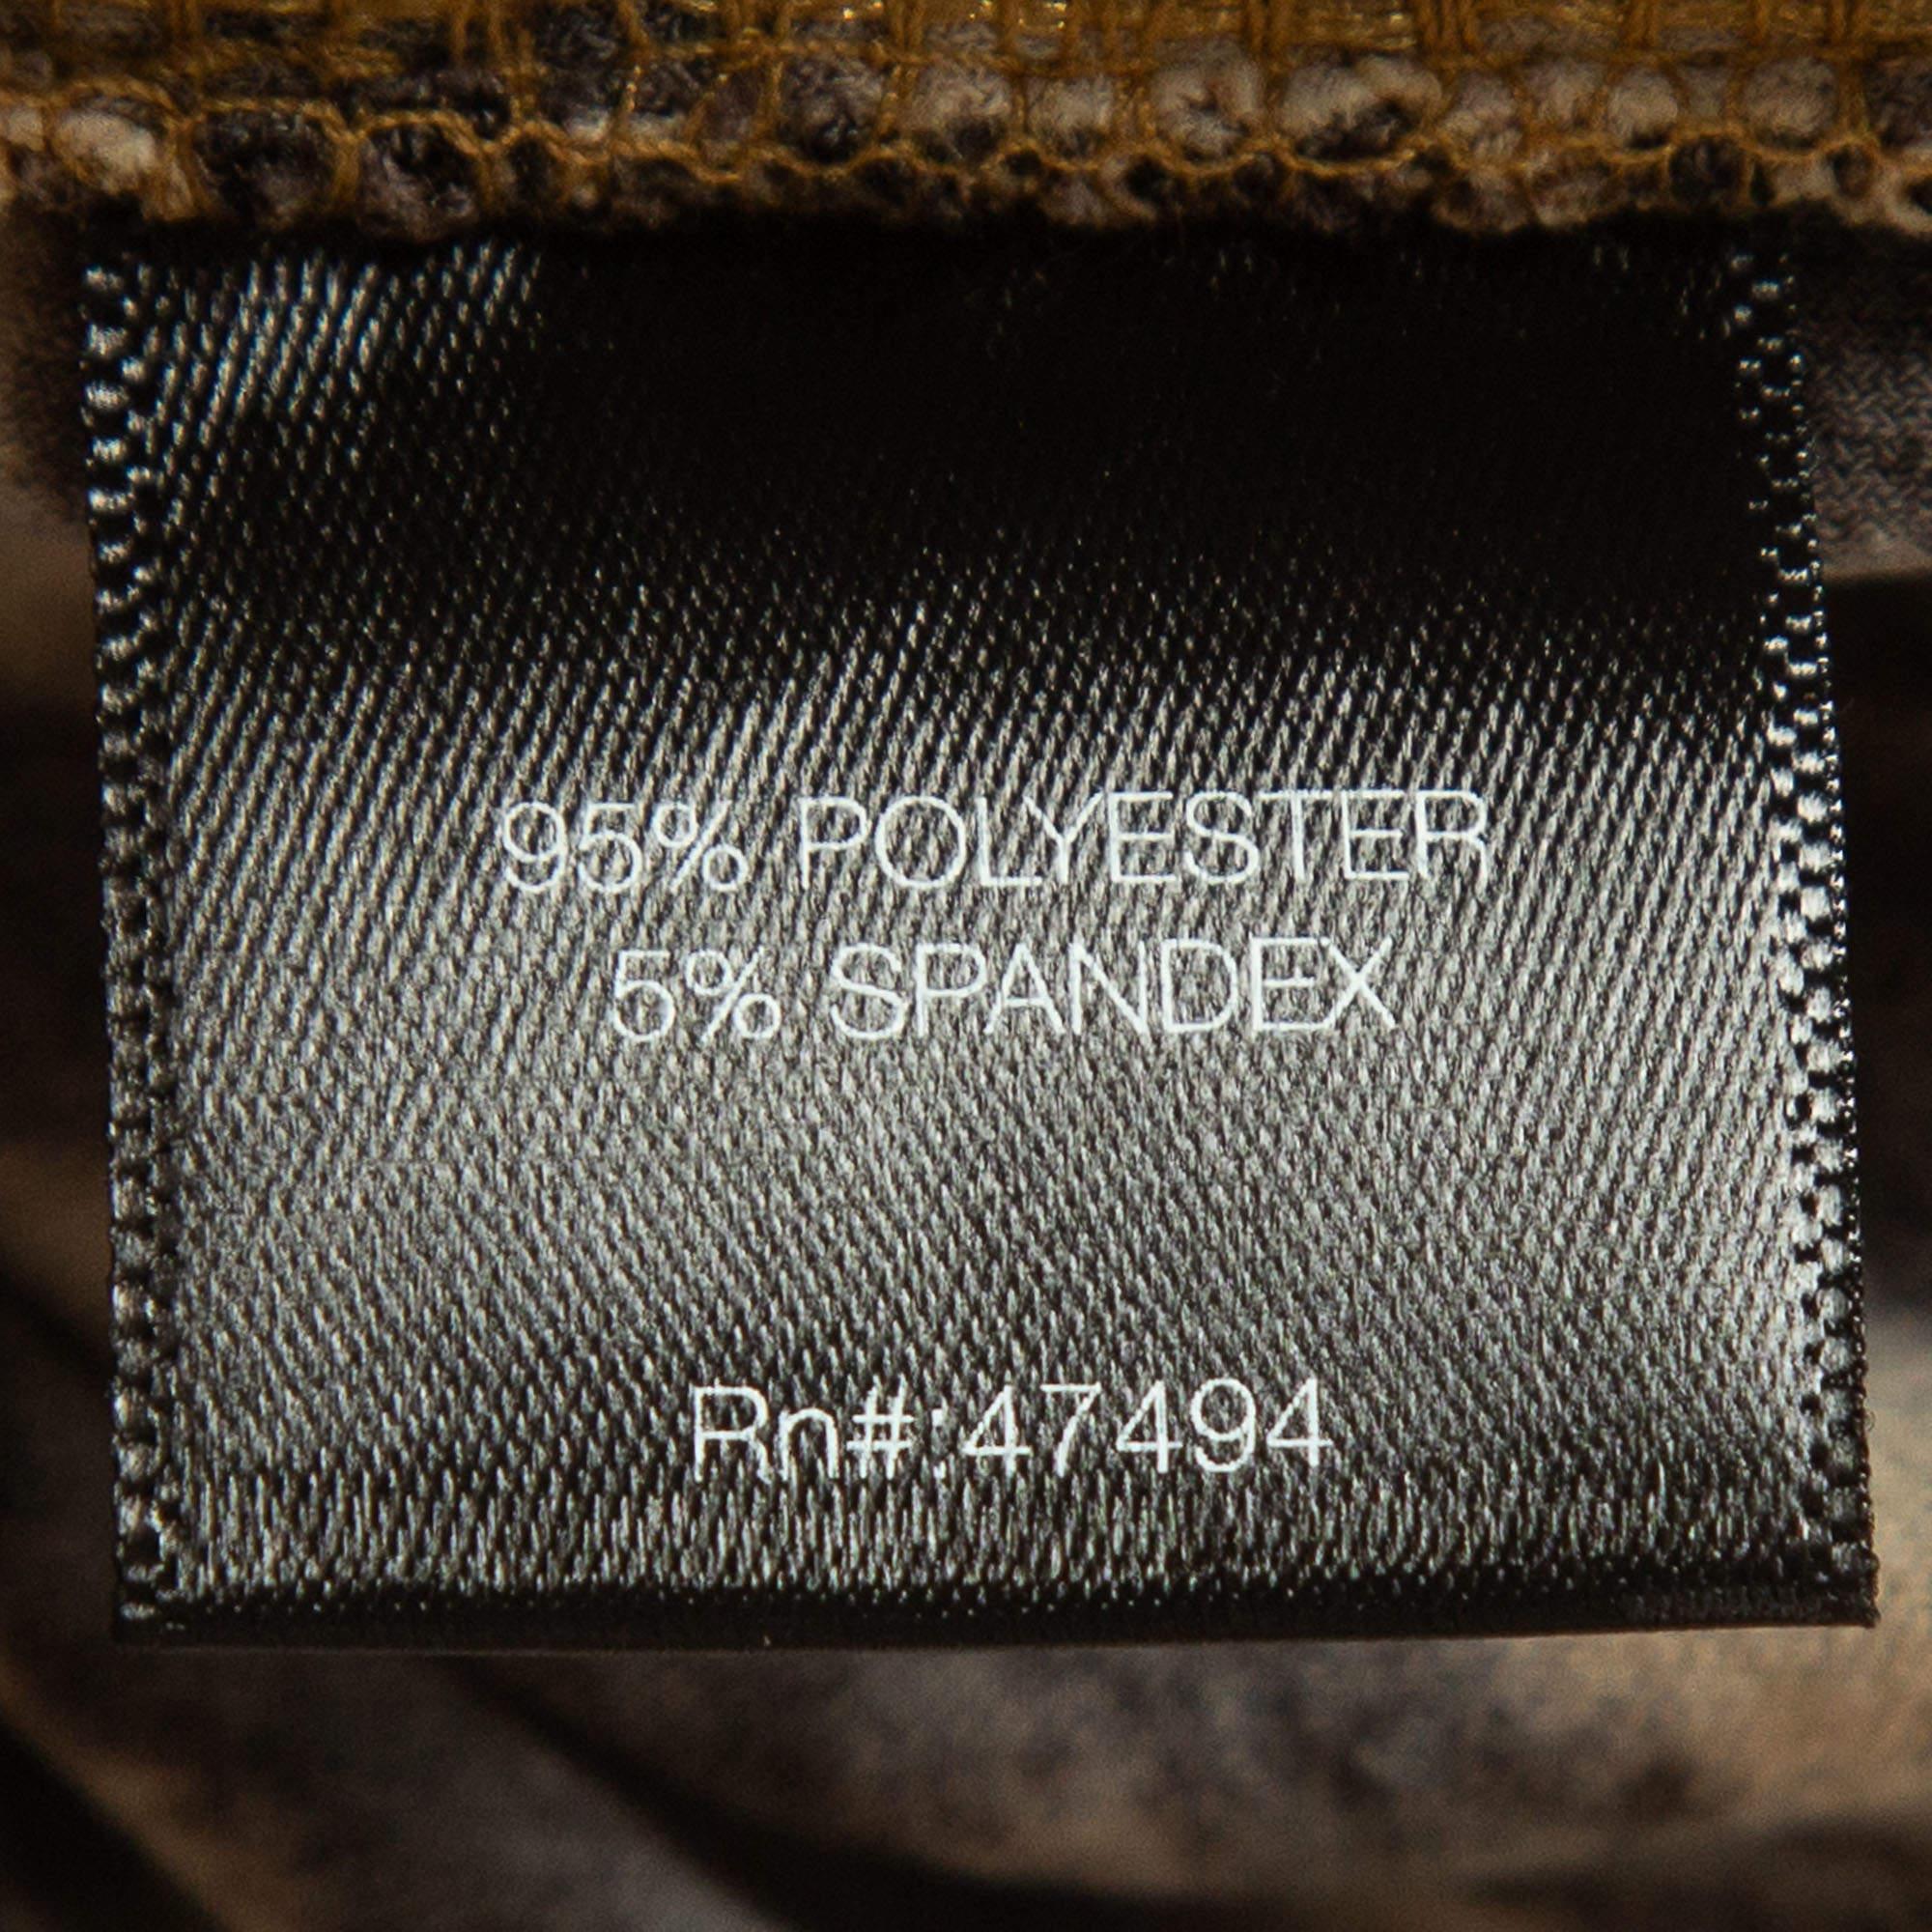 95% POLYESTER
5% SPANDEX
Rn#:47494